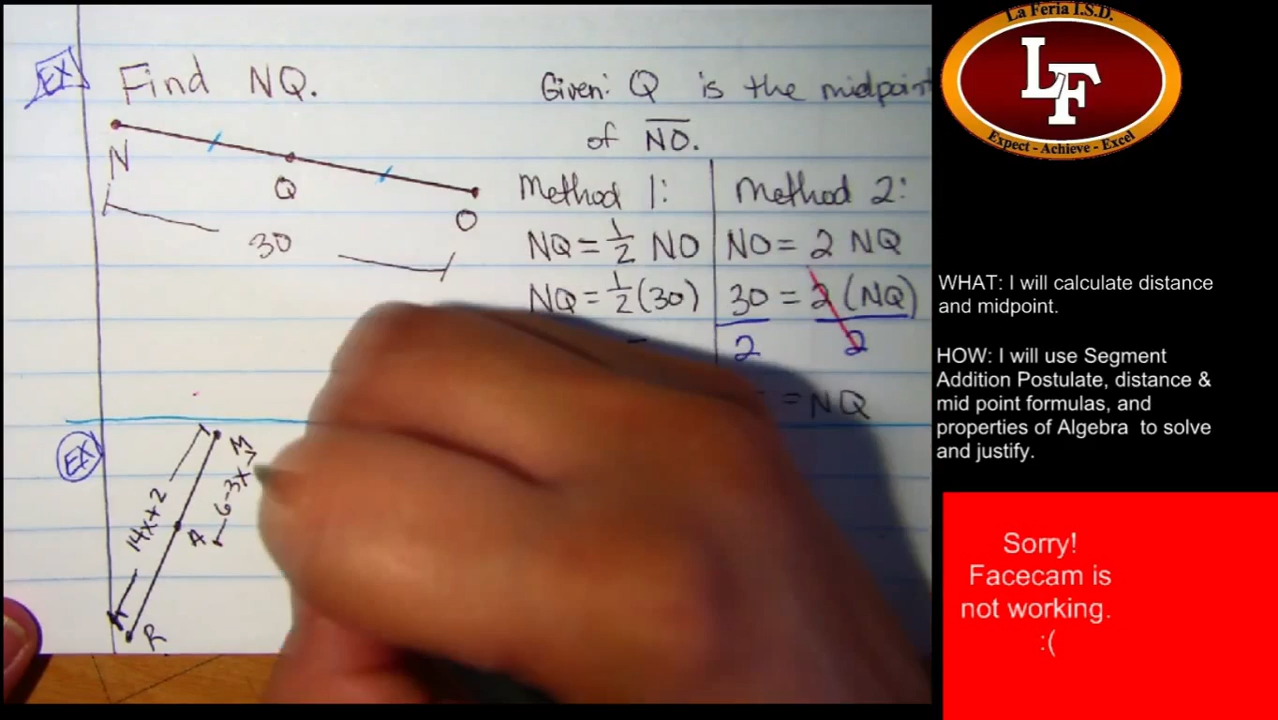 EX Find NQ.
Given: Q is the midpoint
of NO.
N
Q
O
30
Method 1:
NQ = 1/2 NO
NQ = 1/2 (30)
Method 2:
NO = 2 NQ
30 = 2 (NQ)
2 2
= NQ
EX
M
14x+2
6-3x
A
R
La Feria I.S.D.
LF
Expect - Achieve - Excel
WHAT: I will calculate distance
and midpoint.
HOW: I will use Segment
Addition Postulate, distance &
mid point formulas, and
properties of Algebra to solve
and justify.
Sorry!
Facecam is
not working.
:(